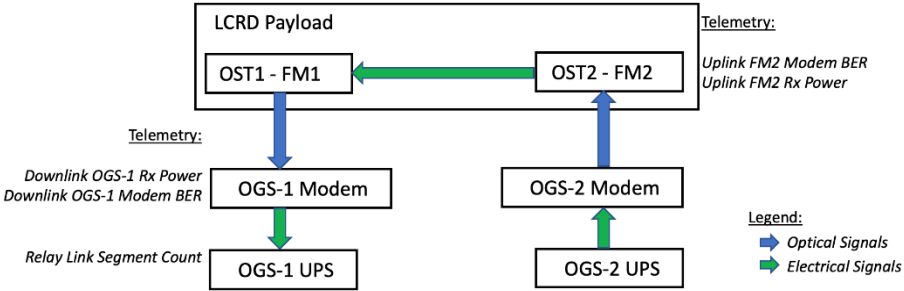 LCRD Payload
Telemetry:
OST1 - FM1
OST2 - FM2
Uplink FM2 Modem BER
Uplink FM2 Rx Power
Telemetry:
Downlink OGS-1 Rx Power
Downlink OGS-1 Modem BER
OGS-1 Modem
OGS-2 Modem
Legend:
Optical Signals
Electrical Signals
Relay Link Segment Count
OGS-1 UPS
OGS-2 UPS